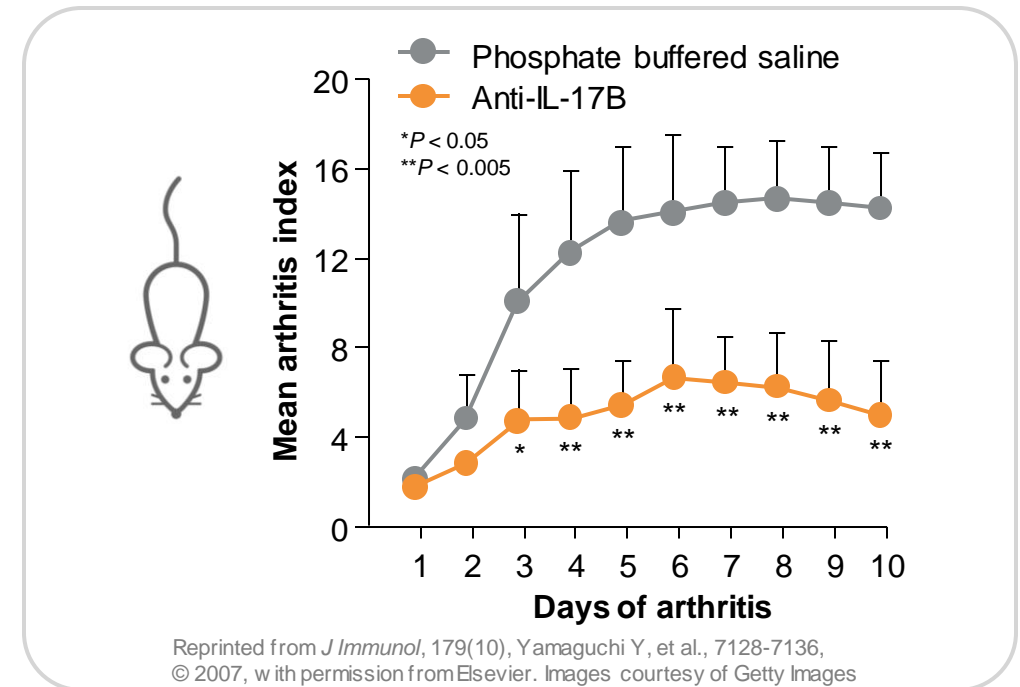 Phosphate buffered saline
Anti-IL-17B
*P < 0.05
**P < 0.005
20
16
12
8
4
0
Mean arthritis index
* ** ** ** ** ** ** **
1 2 3 4 5 6 7 8 9 10
Days of arthritis
Reprinted from J Immunol, 179(10), Yamaguchi Y, et al., 7128-7136,
© 2007, with permission from Elsevier. Images courtesy of Getty Images